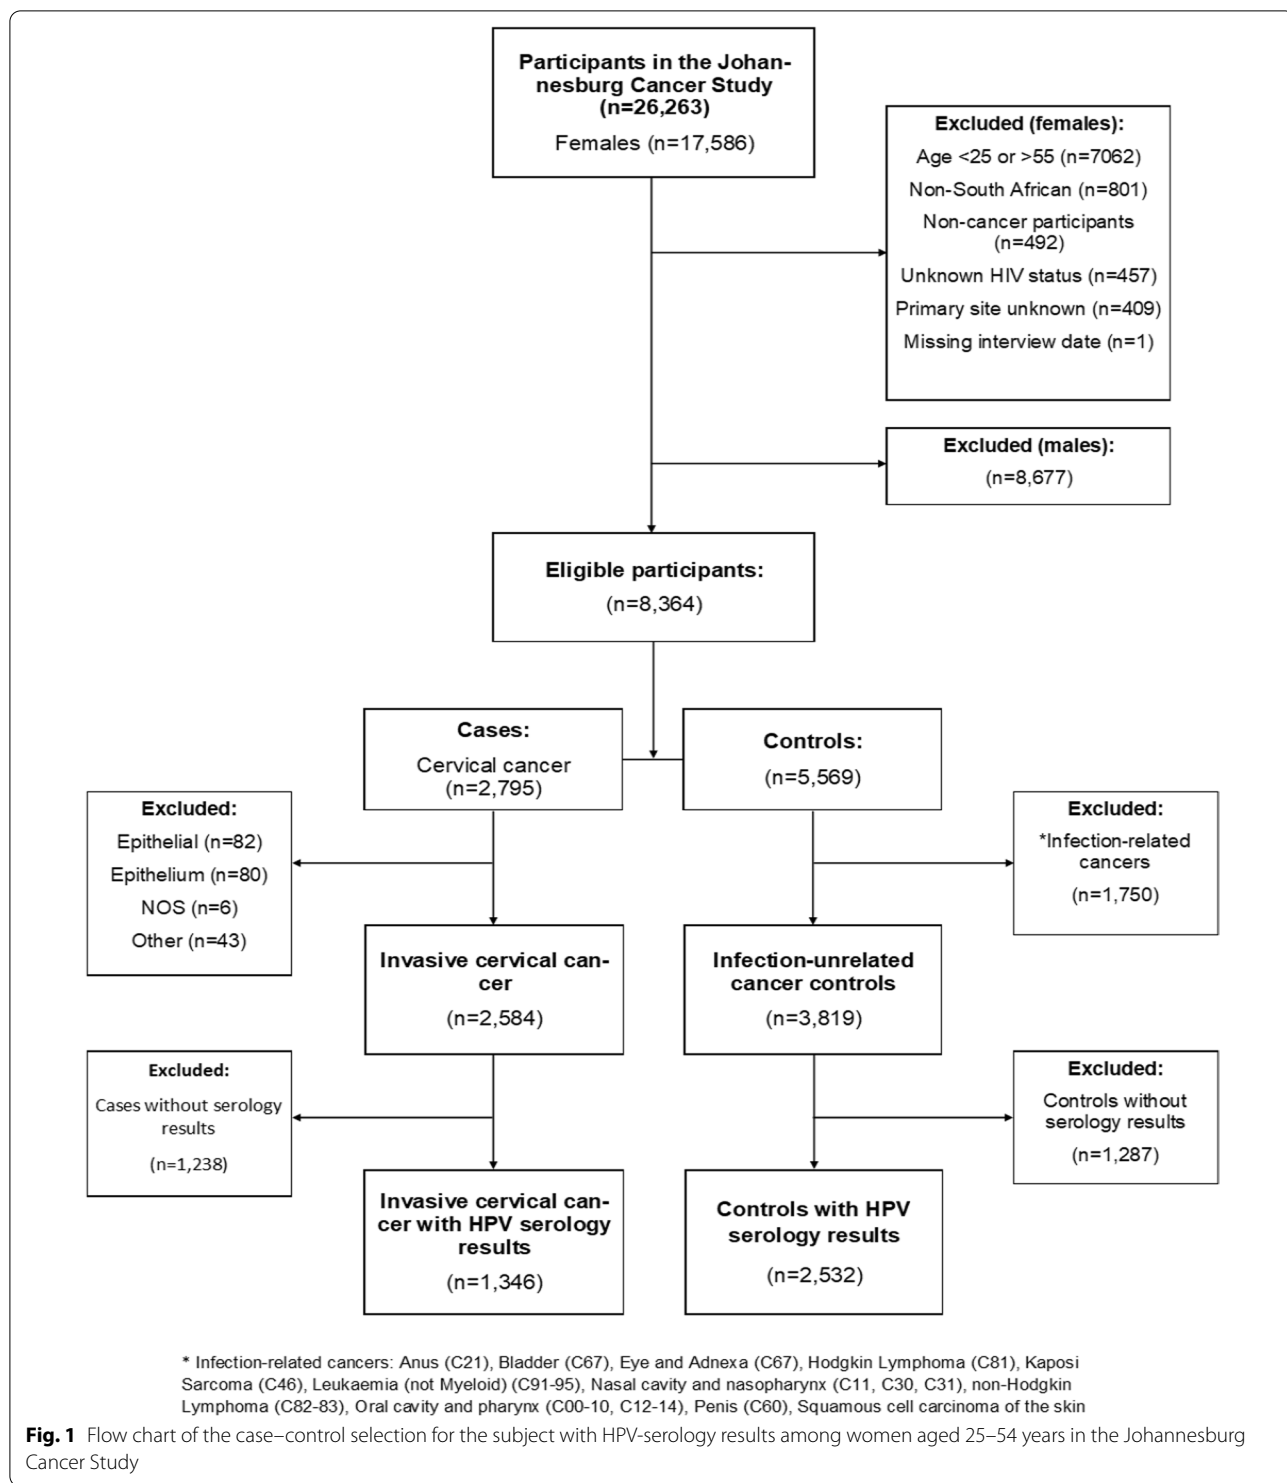 Participants in the Johan-
nesburg Cancer Study
(n=26,263)
Females (n=17,586)
Excluded (females):
Age <25 or >55 (n=7062)
Non-South African (n=801)
Non-cancer participants
(n=492)
Unknown HIV status (n=457)
Primary site unknown (n=409)
Missing interview date (n=1)
Excluded (males):
(n=8,677)
Eligible participants:
(n=8,364)
Cases:
Cervical cancer
(n=2,795)
Controls:
(n=5,569)
Excluded:
Epithelial (n=82)
Epithelium (n=80)
NOS (n=6)
Other (n=43)
Excluded:
*Infection-related
cancers
(n=1,750)
Invasive cervical can-
cer
(n=2,584)
Infection-unrelated
cancer controls
(n=3,819)
Excluded:
Cases without serology
results
(n=1,238)
Excluded:
Controls without
serology results
(n=1,287)
Invasive cervical can-
cer with HPV serology
results
(n=1,346)
Controls with HPV
serology results
(n=2,532)
* Infection-related cancers: Anus (C21), Bladder (C67), Eye and Adnexa (C67), Hodgkin Lymphoma (C81), Kaposi
Sarcoma (C46), Leukaemia (not Myeloid) (C91-95), Nasal cavity and nasopharynx (C11, C30, C31), non-Hodgkin
Lymphoma (C82-83), Oral cavity and pharynx (C00-10, C12-14), Penis (C60), Squamous cell carcinoma of the skin
Fig. 1 Flow chart of the case–control selection for the subject with HPV-serology results among women aged 25–54 years in the Johannesburg
Cancer Study